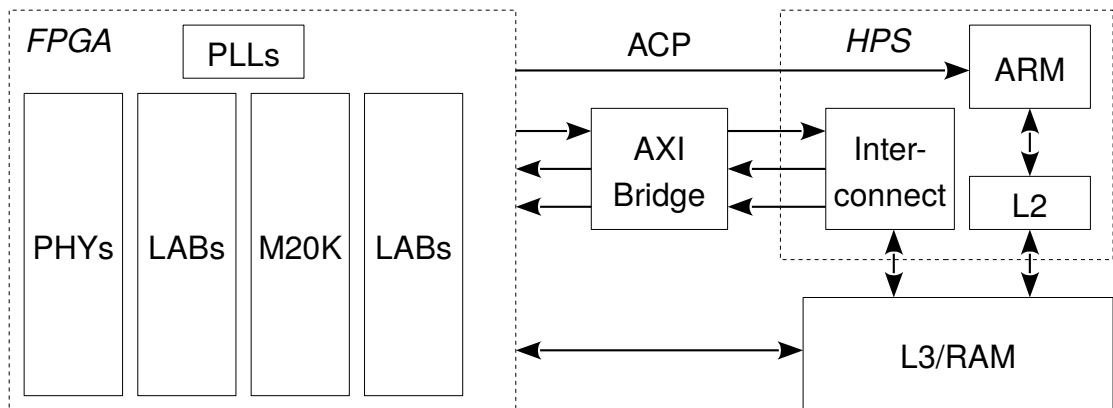 FPGA
PLLs
PHYs
LABs
M20K
LABs
ACP
AXI
Bridge
HPS
ARM
Inter-
connect
L2
L3/RAM